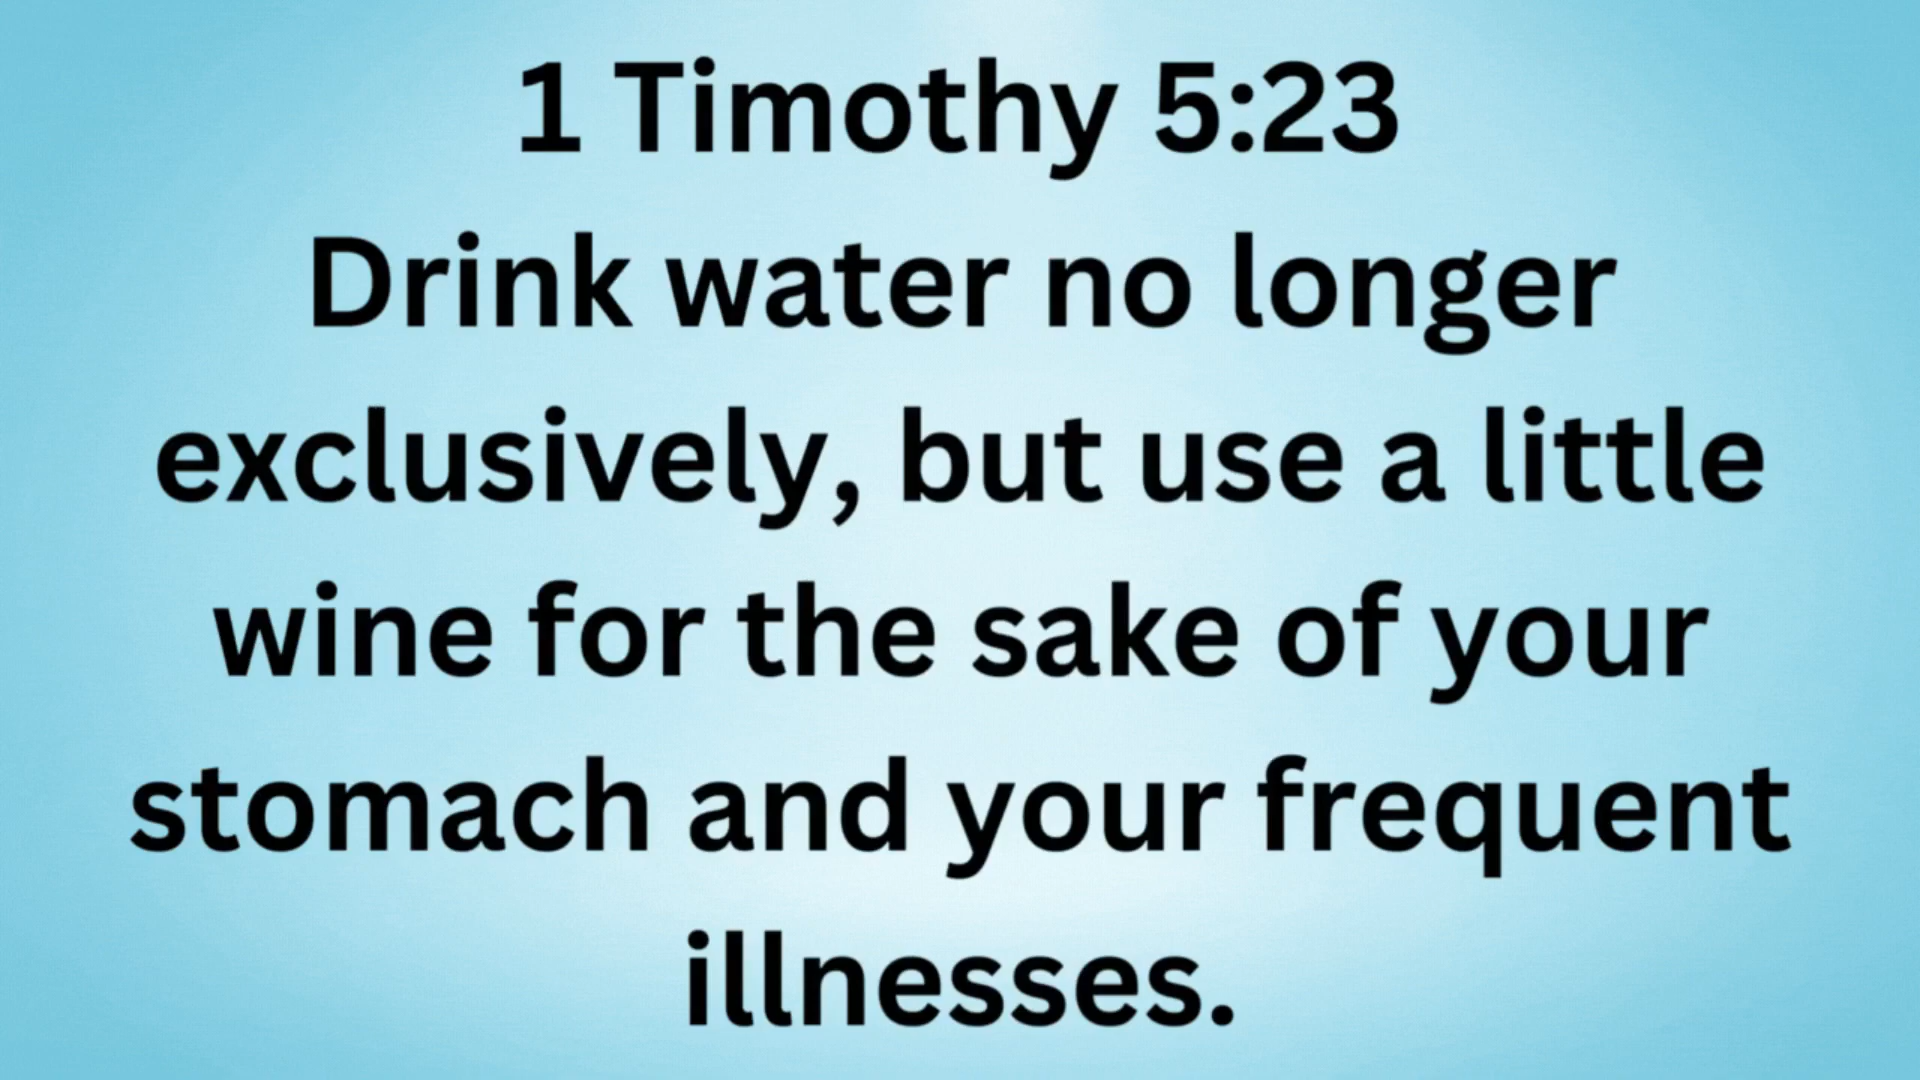 1 Timothy 5:23
Drink water no longer
exclusively, but use a little
wine for the sake of your
stomach and your frequent
illnesses.